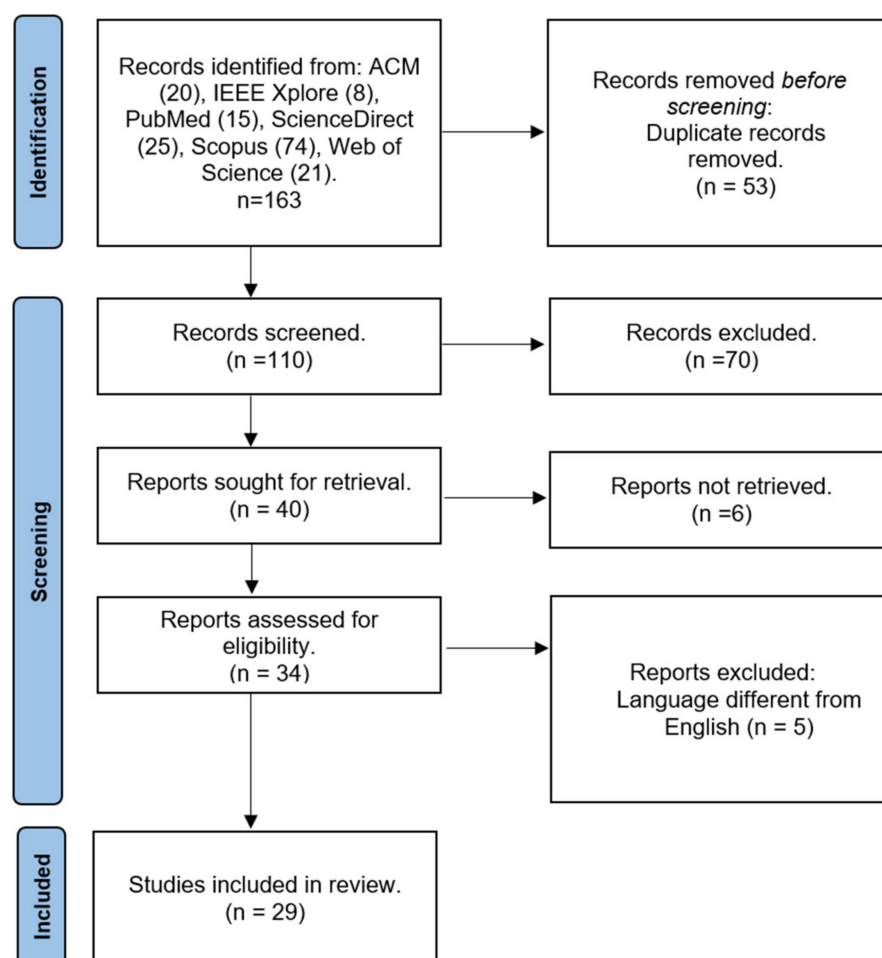 Identification
Records identified from: ACM
(20), IEEE Xplore (8),
PubMed (15), ScienceDirect
(25), Scopus (74), Web of
Science (21).
n=163
Records removed before
screening:
Duplicate records
removed.
(n = 53)
Screening
Records screened.
(n =110)
Records excluded.
(n =70)
Reports sought for retrieval.
(n = 40)
Reports not retrieved.
(n =6)
Reports assessed for
eligibility.
(n = 34)
Reports excluded:
Language different from
English (n = 5)
Included
Studies included in review.
(n = 29)